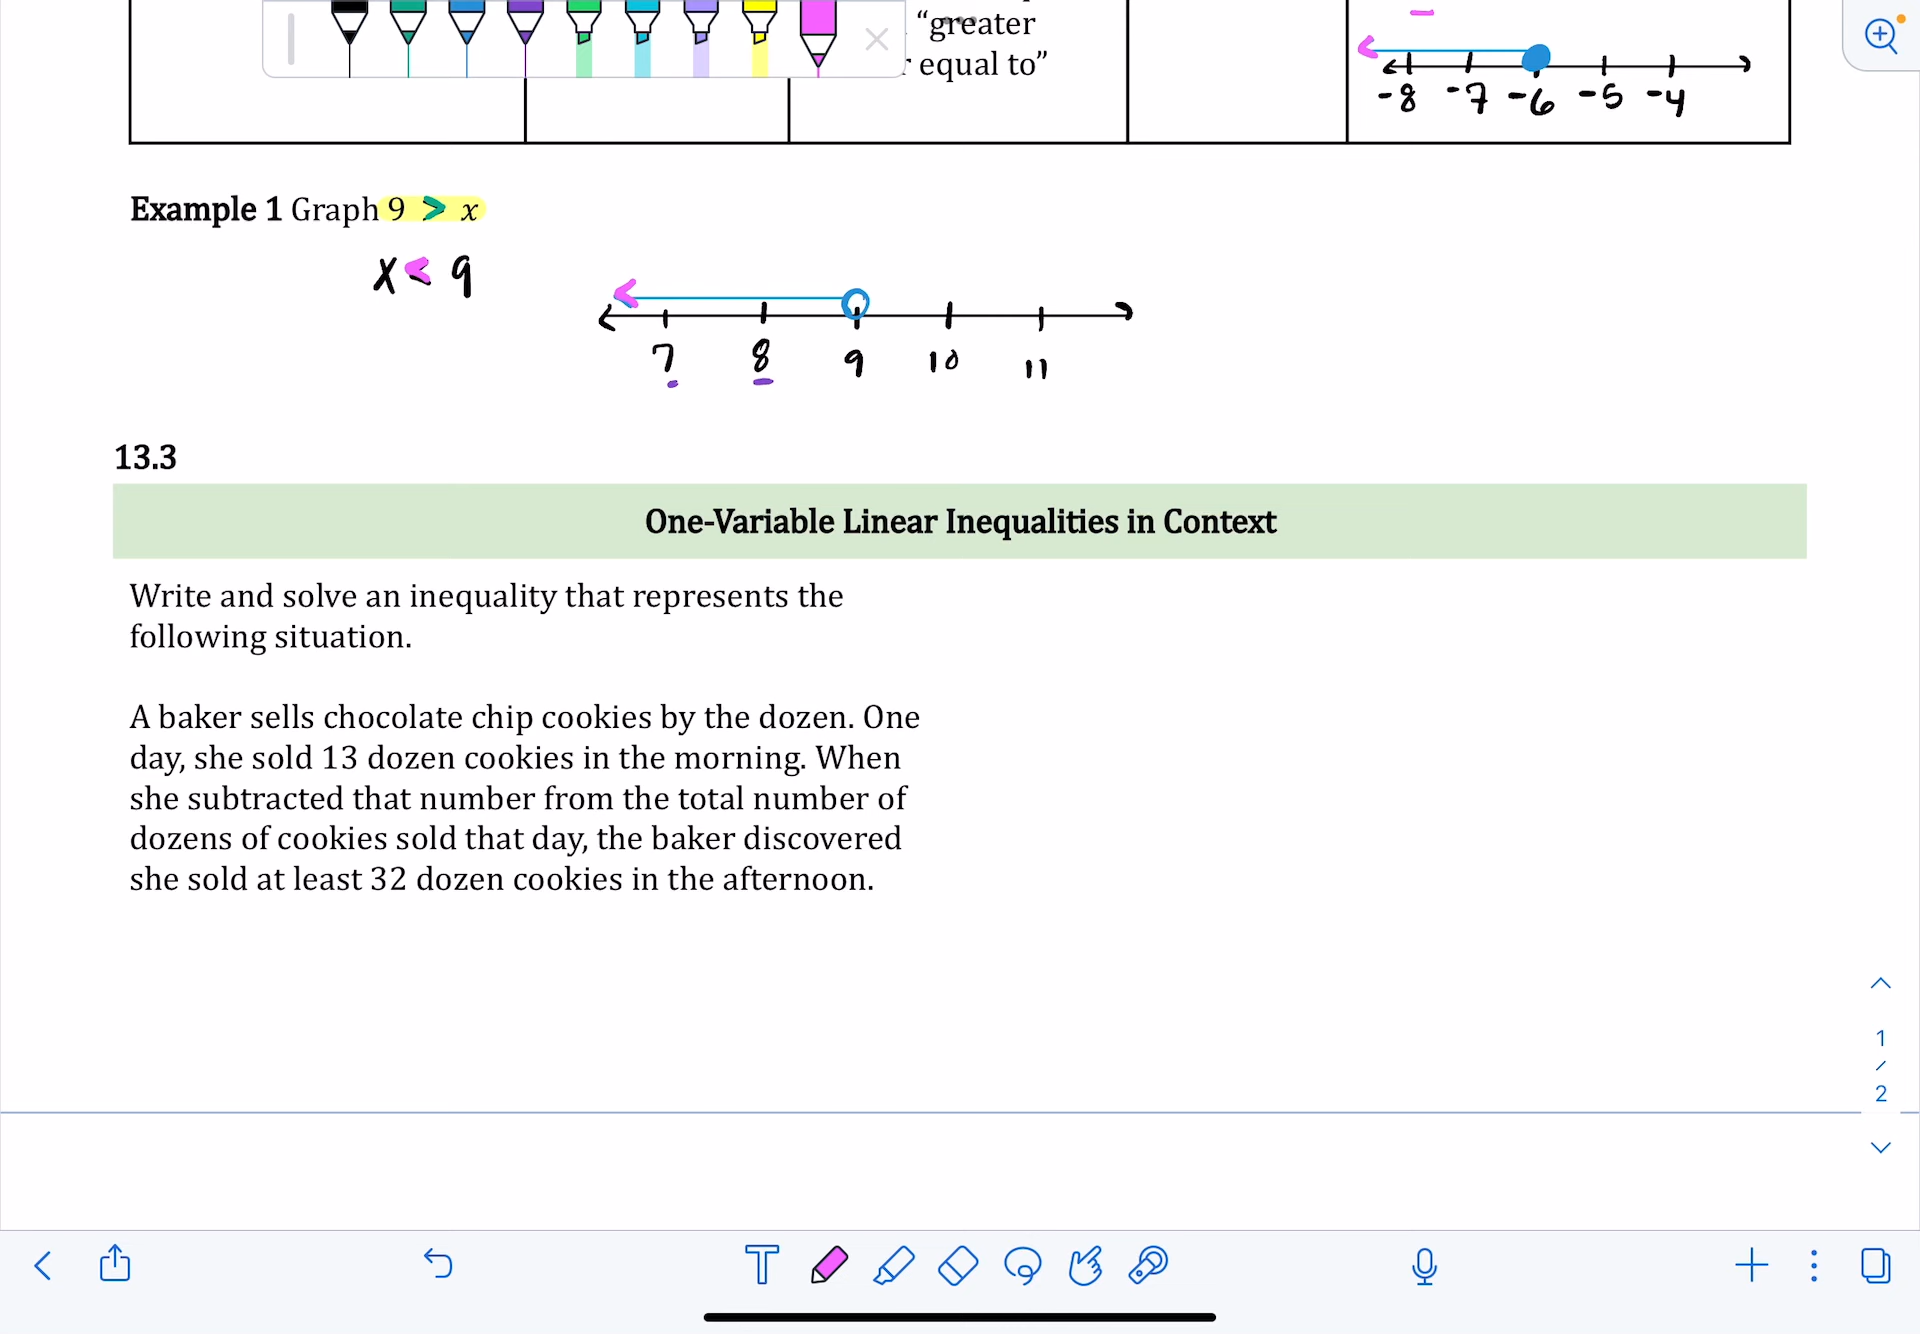 “greater
equal to”
-8 -7 -6 -5 -4
Example 1 Graph 9 > x
x < 9
7 8 9 10 11
13.3
One-Variable Linear Inequalities in Context
Write and solve an inequality that represents the
following situation.
A baker sells chocolate chip cookies by the dozen. One
day, she sold 13 dozen cookies in the morning. When
she subtracted that number from the total number of
dozens of cookies sold that day, the baker discovered
she sold at least 32 dozen cookies in the afternoon.
1
/
2
T